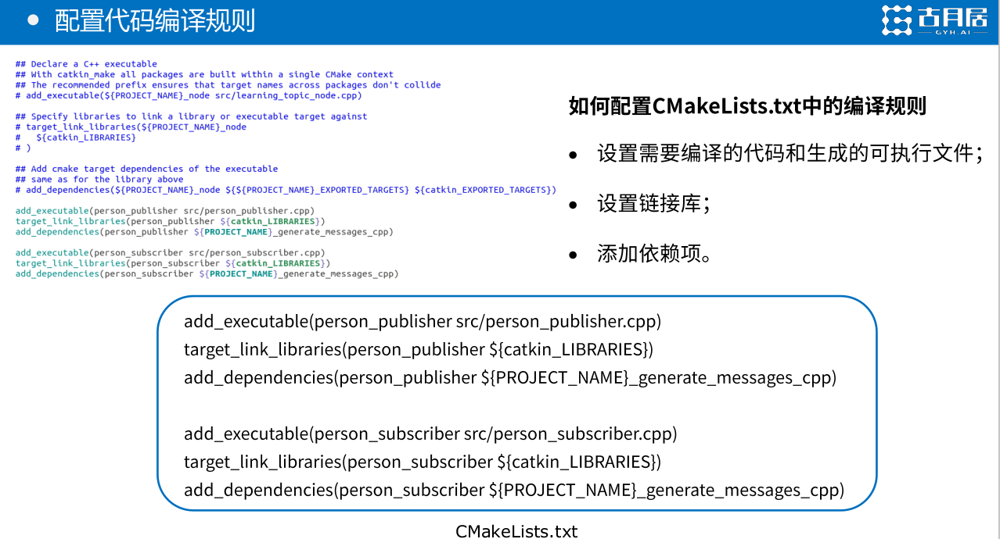 ● 配置代码编译规则
古月居
GYH.AI
## Declare a C++ executable
## With catkin_make all packages are built within a single CMake context
## The recommended prefix ensures that target names across packages don't collide
# add_executable(${PROJECT_NAME}_node src/learning_topic_node.cpp)
## Specify libraries to link a library or executable target against
# target_link_libraries(${PROJECT_NAME}_node
#   ${catkin_LIBRARIES}
# )
## Add cmake target dependencies of the executable
## same as for the library above
# add_dependencies(${PROJECT_NAME}_node ${${PROJECT_NAME}_EXPORTED_TARGETS} ${catkin_EXPORTED_TARGETS})
add_executable(person_publisher src/person_publisher.cpp)
target_link_libraries(person_publisher ${catkin_LIBRARIES})
add_dependencies(person_publisher ${PROJECT_NAME}_generate_messages_cpp)
add_executable(person_subscriber src/person_subscriber.cpp)
target_link_libraries(person_subscriber ${catkin_LIBRARIES})
add_dependencies(person_subscriber ${PROJECT_NAME}_generate_messages_cpp)
如何配置CMakeLists.txt中的编译规则
● 设置需要编译的代码和生成的可执行文件；
● 设置链接库；
● 添加依赖项。
add_executable(person_publisher src/person_publisher.cpp)
target_link_libraries(person_publisher ${catkin_LIBRARIES})
add_dependencies(person_publisher ${PROJECT_NAME}_generate_messages_cpp)
add_executable(person_subscriber src/person_subscriber.cpp)
target_link_libraries(person_subscriber ${catkin_LIBRARIES})
add_dependencies(person_subscriber ${PROJECT_NAME}_generate_messages_cpp)
CMakeLists.txt